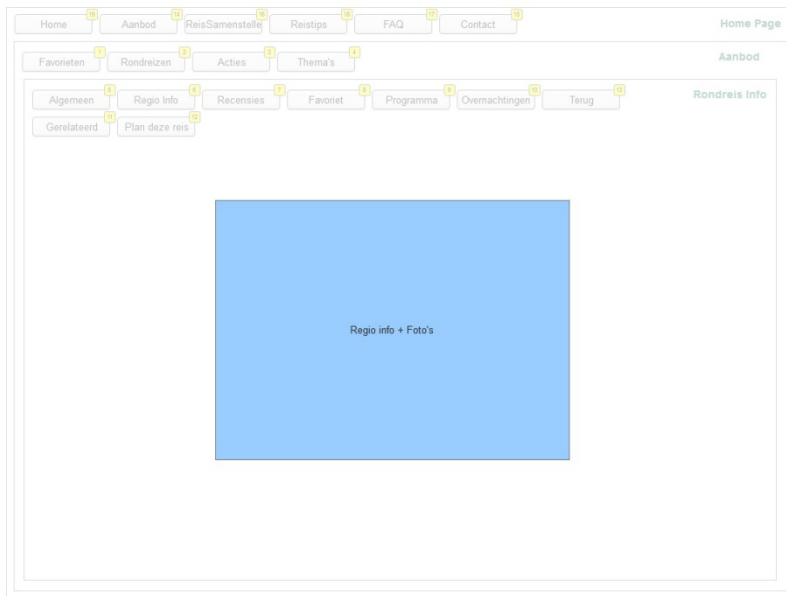 Home Aanbod ReisSamenstelle Reistips FAQ Contact Home Page
Favorieten Rondreizen Acties Thema's Aanbod
Algemeen Regio Info Recensies Favoriet Programma Overnachtingen Terug Rondreis Info
Gerelateerd Plan deze reis
Regio info + Foto's